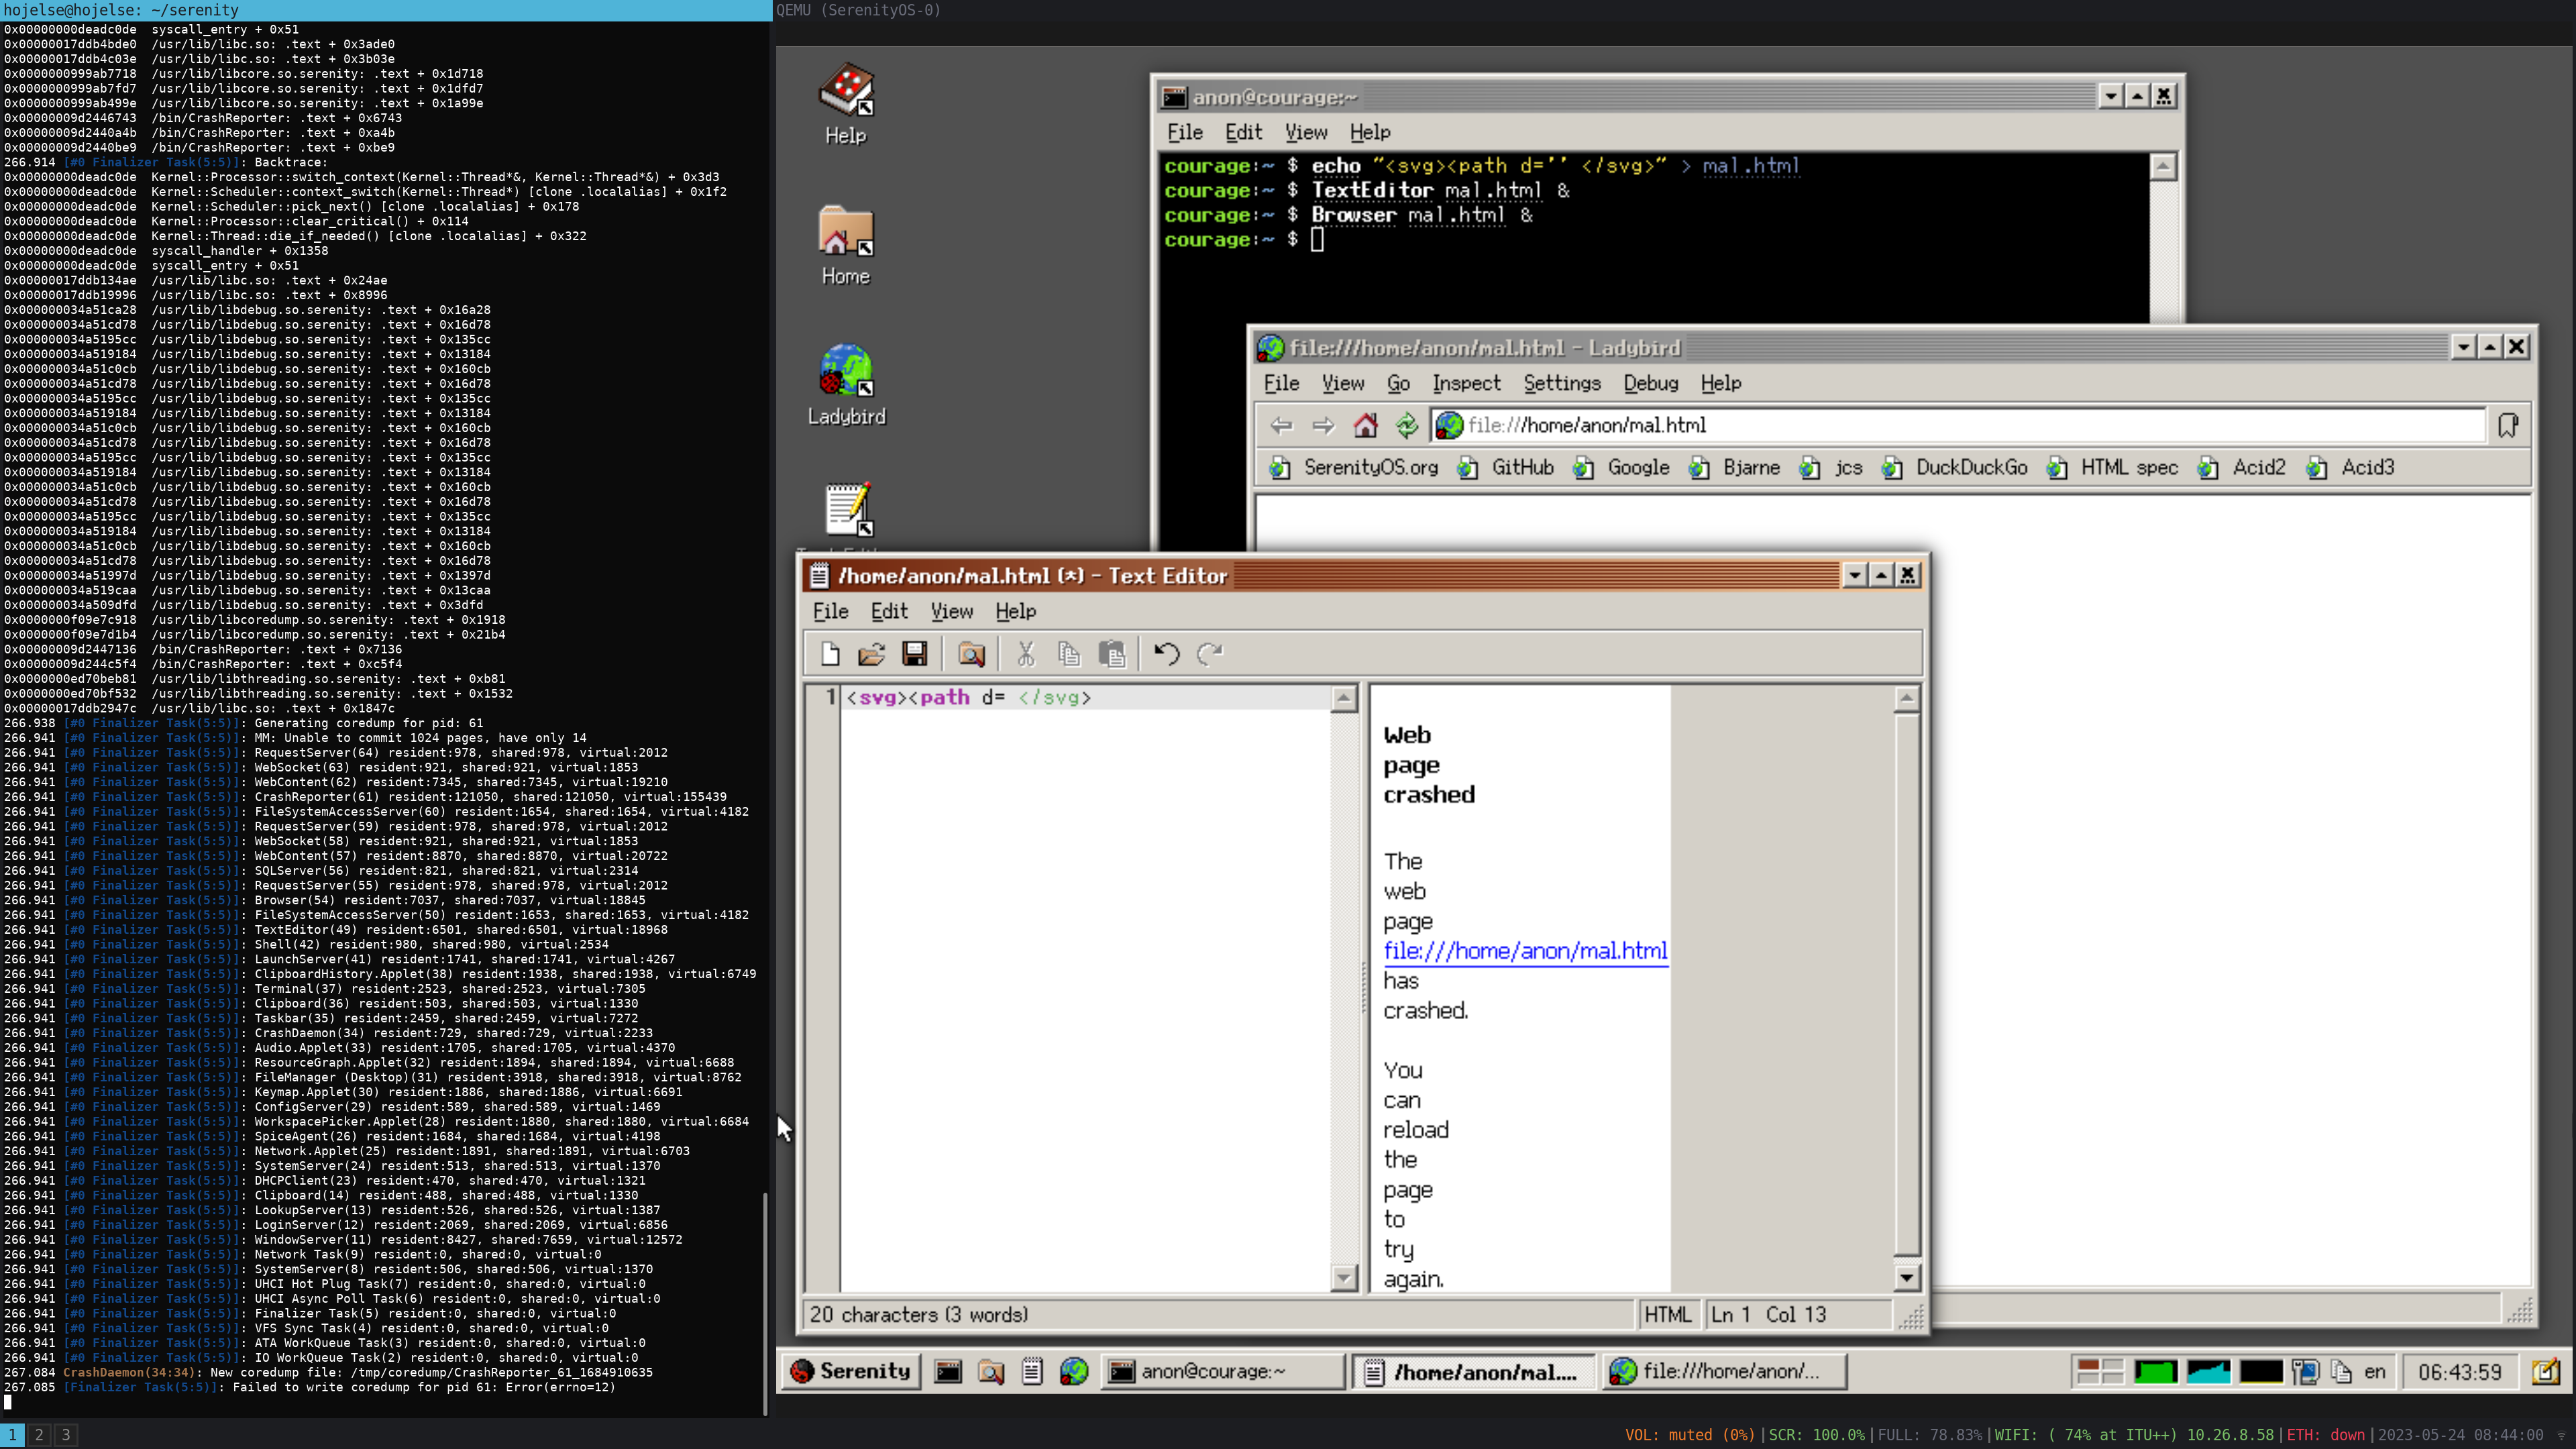 hojelse@hojelse: ~/serenity
0x00000000deadc0de  syscall_entry + 0x51
0x00000017ddb4bde0  /usr/lib/libc.so: .text + 0x3ade0
0x00000017ddb4c03e  /usr/lib/libc.so: .text + 0x3b03e
0x0000000999ab7718  /usr/lib/libcore.so.serenity: .text + 0x1d718
0x0000000999ab7fd7  /usr/lib/libcore.so.serenity: .text + 0x1dfd7
0x0000000999ab499e  /usr/lib/libcore.so.serenity: .text + 0x1a99e
0x00000009d2446743  /bin/CrashReporter: .text + 0x6743
0x00000009d2440a4b  /bin/CrashReporter: .text + 0xa4b
0x00000009d2440be9  /bin/CrashReporter: .text + 0xbe9
266.914 [#0 Finalizer Task(5:5)]: Backtrace:
0x00000000deadc0de  Kernel::Processor::switch_context(Kernel::Thread*&, Kernel::Thread*&) + 0x3d3
0x00000000deadc0de  Kernel::Scheduler::context_switch(Kernel::Thread*) [clone .localalias] + 0x1f2
0x00000000deadc0de  Kernel::Scheduler::pick_next() [clone .localalias] + 0x178
0x00000000deadc0de  Kernel::Processor::clear_critical() + 0x114
0x00000000deadc0de  Kernel::Thread::die_if_needed() [clone .localalias] + 0x322
0x00000000deadc0de  syscall_handler + 0x1358
0x00000000deadc0de  syscall_entry + 0x51
0x00000017ddb134ae  /usr/lib/libc.so: .text + 0x24ae
0x00000017ddb19996  /usr/lib/libc.so: .text + 0x8996
0x000000034a51ca28  /usr/lib/libdebug.so.serenity: .text + 0x16a28
0x000000034a51cd78  /usr/lib/libdebug.so.serenity: .text + 0x16d78
0x000000034a5195cc  /usr/lib/libdebug.so.serenity: .text + 0x135cc
0x000000034a519184  /usr/lib/libdebug.so.serenity: .text + 0x13184
0x000000034a51c0cb  /usr/lib/libdebug.so.serenity: .text + 0x160cb
0x000000034a51cd78  /usr/lib/libdebug.so.serenity: .text + 0x16d78
0x000000034a5195cc  /usr/lib/libdebug.so.serenity: .text + 0x135cc
0x000000034a519184  /usr/lib/libdebug.so.serenity: .text + 0x13184
0x000000034a51c0cb  /usr/lib/libdebug.so.serenity: .text + 0x160cb
0x000000034a51cd78  /usr/lib/libdebug.so.serenity: .text + 0x16d78
0x000000034a5195cc  /usr/lib/libdebug.so.serenity: .text + 0x135cc
0x000000034a519184  /usr/lib/libdebug.so.serenity: .text + 0x13184
0x000000034a51c0cb  /usr/lib/libdebug.so.serenity: .text + 0x160cb
0x000000034a51cd78  /usr/lib/libdebug.so.serenity: .text + 0x16d78
0x000000034a5195cc  /usr/lib/libdebug.so.serenity: .text + 0x135cc
0x000000034a519184  /usr/lib/libdebug.so.serenity: .text + 0x13184
0x000000034a51c0cb  /usr/lib/libdebug.so.serenity: .text + 0x160cb
0x000000034a51cd78  /usr/lib/libdebug.so.serenity: .text + 0x16d78
0x000000034a51997d  /usr/lib/libdebug.so.serenity: .text + 0x1397d
0x000000034a519caa  /usr/lib/libdebug.so.serenity: .text + 0x13caa
0x000000034a509dfd  /usr/lib/libdebug.so.serenity: .text + 0x3dfd
0x0000000f09e7c918  /usr/lib/libcoredump.so.serenity: .text + 0x1918
0x0000000f09e7d1b4  /usr/lib/libcoredump.so.serenity: .text + 0x21b4
0x00000009d2447136  /bin/CrashReporter: .text + 0x7136
0x00000009d244c5f4  /bin/CrashReporter: .text + 0xc5f4
0x0000000ed70beb81  /usr/lib/libthreading.so.serenity: .text + 0xb81
0x0000000ed70bf532  /usr/lib/libthreading.so.serenity: .text + 0x1532
0x00000017ddb2947c  /usr/lib/libc.so: .text + 0x1847c
266.938 [#0 Finalizer Task(5:5)]: Generating coredump for pid: 61
266.941 [#0 Finalizer Task(5:5)]: MM: Unable to commit 1024 pages, have only 14
266.941 [#0 Finalizer Task(5:5)]: RequestServer(64) resident:978, shared:978, virtual:2012
266.941 [#0 Finalizer Task(5:5)]: WebSocket(63) resident:921, shared:921, virtual:1853
266.941 [#0 Finalizer Task(5:5)]: WebContent(62) resident:7345, shared:7345, virtual:19210
266.941 [#0 Finalizer Task(5:5)]: CrashReporter(61) resident:121050, shared:121050, virtual:155439
266.941 [#0 Finalizer Task(5:5)]: FileSystemAccessServer(60) resident:1654, shared:1654, virtual:4182
266.941 [#0 Finalizer Task(5:5)]: RequestServer(59) resident:978, shared:978, virtual:2012
266.941 [#0 Finalizer Task(5:5)]: WebSocket(58) resident:921, shared:921, virtual:1853
266.941 [#0 Finalizer Task(5:5)]: WebContent(57) resident:8870, shared:8870, virtual:20722
266.941 [#0 Finalizer Task(5:5)]: SQLServer(56) resident:821, shared:821, virtual:2314
266.941 [#0 Finalizer Task(5:5)]: RequestServer(55) resident:978, shared:978, virtual:2012
266.941 [#0 Finalizer Task(5:5)]: Browser(54) resident:7037, shared:7037, virtual:18845
266.941 [#0 Finalizer Task(5:5)]: FileSystemAccessServer(50) resident:1653, shared:1653, virtual:4182
266.941 [#0 Finalizer Task(5:5)]: TextEditor(49) resident:6501, shared:6501, virtual:18968
266.941 [#0 Finalizer Task(5:5)]: Shell(42) resident:980, shared:980, virtual:2534
266.941 [#0 Finalizer Task(5:5)]: LaunchServer(41) resident:1741, shared:1741, virtual:4267
266.941 [#0 Finalizer Task(5:5)]: ClipboardHistory.Applet(38) resident:1938, shared:1938, virtual:6749
266.941 [#0 Finalizer Task(5:5)]: Terminal(37) resident:2523, shared:2523, virtual:7305
266.941 [#0 Finalizer Task(5:5)]: Clipboard(36) resident:503, shared:503, virtual:1330
266.941 [#0 Finalizer Task(5:5)]: Taskbar(35) resident:2459, shared:2459, virtual:7272
266.941 [#0 Finalizer Task(5:5)]: CrashDaemon(34) resident:729, shared:729, virtual:2233
266.941 [#0 Finalizer Task(5:5)]: Audio.Applet(33) resident:1705, shared:1705, virtual:4370
266.941 [#0 Finalizer Task(5:5)]: ResourceGraph.Applet(32) resident:1894, shared:1894, virtual:6688
266.941 [#0 Finalizer Task(5:5)]: FileManager (Desktop)(31) resident:3918, shared:3918, virtual:8762
266.941 [#0 Finalizer Task(5:5)]: Keymap.Applet(30) resident:1886, shared:1886, virtual:6691
266.941 [#0 Finalizer Task(5:5)]: ConfigServer(29) resident:589, shared:589, virtual:1469
266.941 [#0 Finalizer Task(5:5)]: WorkspacePicker.Applet(28) resident:1880, shared:1880, virtual:6684
266.941 [#0 Finalizer Task(5:5)]: SpiceAgent(26) resident:1684, shared:1684, virtual:4198
266.941 [#0 Finalizer Task(5:5)]: Network.Applet(25) resident:1891, shared:1891, virtual:6703
266.941 [#0 Finalizer Task(5:5)]: SystemServer(24) resident:513, shared:513, virtual:1370
266.941 [#0 Finalizer Task(5:5)]: DHCPClient(23) resident:470, shared:470, virtual:1321
266.941 [#0 Finalizer Task(5:5)]: Clipboard(14) resident:488, shared:488, virtual:1330
266.941 [#0 Finalizer Task(5:5)]: LookupServer(13) resident:526, shared:526, virtual:1387
266.941 [#0 Finalizer Task(5:5)]: LoginServer(12) resident:2069, shared:2069, virtual:6856
266.941 [#0 Finalizer Task(5:5)]: WindowServer(11) resident:8427, shared:7659, virtual:12572
266.941 [#0 Finalizer Task(5:5)]: Network Task(9) resident:0, shared:0, virtual:0
266.941 [#0 Finalizer Task(5:5)]: SystemServer(8) resident:506, shared:506, virtual:1370
266.941 [#0 Finalizer Task(5:5)]: UHCI Hot Plug Task(7) resident:0, shared:0, virtual:0
266.941 [#0 Finalizer Task(5:5)]: UHCI Async Poll Task(6) resident:0, shared:0, virtual:0
266.941 [#0 Finalizer Task(5:5)]: Finalizer Task(5) resident:0, shared:0, virtual:0
266.941 [#0 Finalizer Task(5:5)]: VFS Sync Task(4) resident:0, shared:0, virtual:0
266.941 [#0 Finalizer Task(5:5)]: ATA WorkQueue Task(3) resident:0, shared:0, virtual:0
266.941 [#0 Finalizer Task(5:5)]: IO WorkQueue Task(2) resident:0, shared:0, virtual:0
267.084 CrashDaemon(34:34): New coredump file: /tmp/coredump/CrashReporter_61_1684910635
267.085 [Finalizer Task(5:5)]: Failed to write coredump for pid 61: Error(errno=12)
QEMU (SerenityOS-0)
Help
Home
Ladybird
anon@courage:~
File Edit View Help
courage:~ $ echo "<svg><path d='' </svg>" > mal.html
courage:~ $ TextEditor mal.html &
courage:~ $ Browser mal.html &
courage:~ $
file:///home/anon/mal.html - Ladybird
File View Go Inspect Settings Debug Help
file:///home/anon/mal.html
SerenityOS.org GitHub Google Bjarne jcs DuckDuckGo HTML spec Acid2 Acid3
/home/anon/mal.html (*) - Text Editor
File Edit View Help
1 <svg><path d= </svg>
Web
page
crashed
The
web
page
file:///home/anon/mal.html
has
crashed.
You
can
reload
the
page
to
try
again.
20 characters (3 words) HTML Ln 1 Col 13
Serenity anon@courage:~ /home/anon/mal.... file:///home/anon/... en 06:43:59
1 2 3 VOL: muted (0%)|SCR: 100.0%|FULL: 78.83%|WIFI: ( 74% at ITU++) 10.26.8.58|ETH: down|2023-05-24 08:44:00